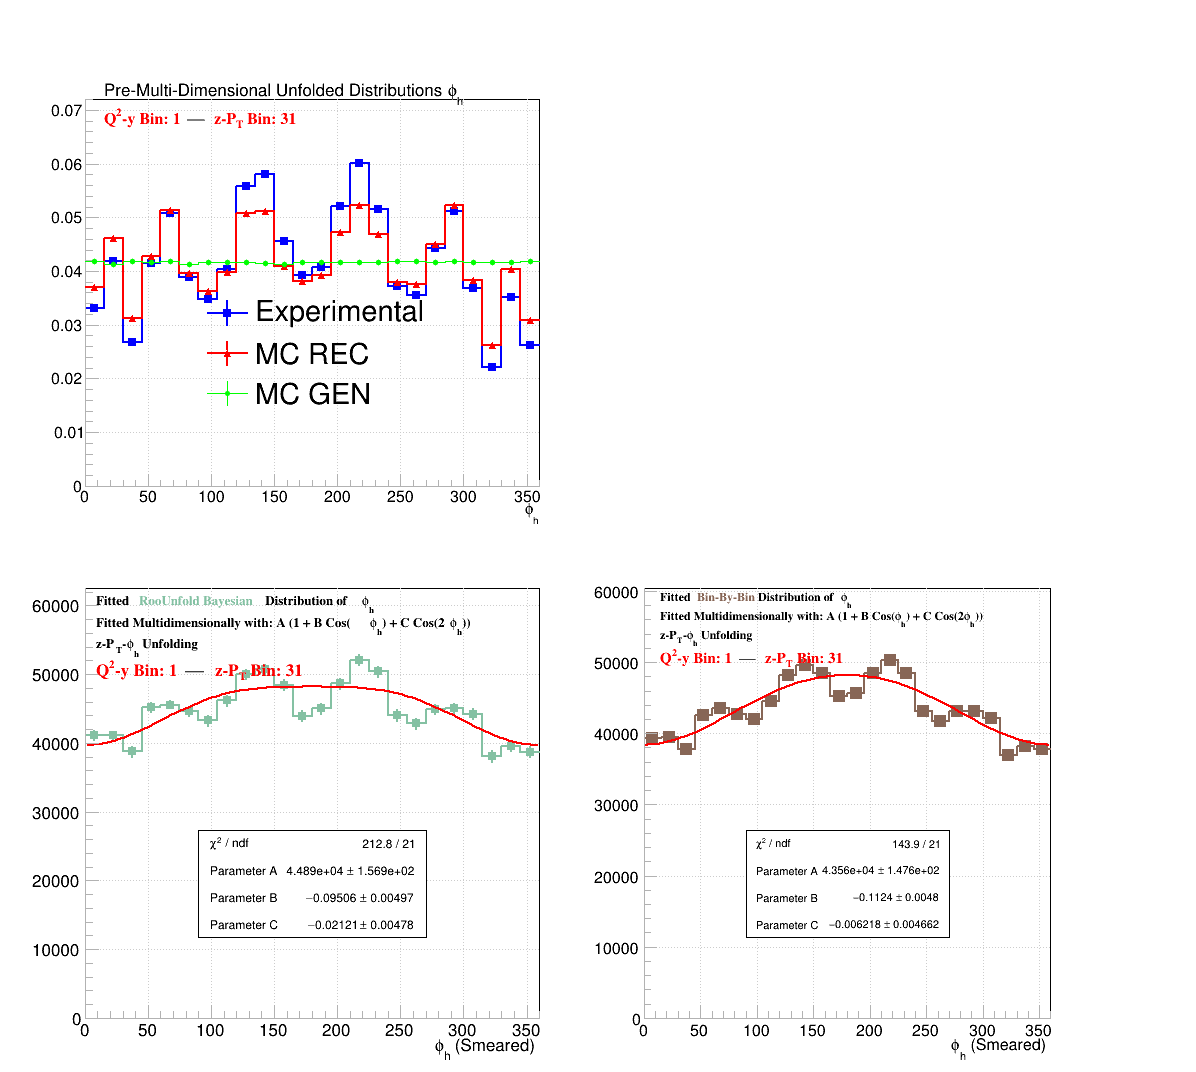 Pre-Multi-Dimensional Unfolded Distributions ϕh
Q²-y Bin: 1 — z-PT Bin: 31
0.07
0.06
0.05
0.04
0.03
0.02
0.01
0
Experimental
MC REC
MC GEN
0 50 100 150 200 250 300 350
ϕh
Fitted RooUnfold Bayesian Distribution of ϕh
Fitted Multidimensionally with: A (1 + B Cos( ϕh) + C Cos(2 ϕh))
z-PT-ϕh Unfolding
Q²-y Bin: 1 — z-PT Bin: 31
60000
50000
40000
30000
20000
10000
0
χ² / ndf 212.8 / 21
Parameter A 4.489e+04 ± 1.569e+02
Parameter B −0.09506 ± 0.00497
Parameter C −0.02121 ± 0.00478
0 50 100 150 200 250 300 350
ϕh (Smeared)
Fitted Bin-By-Bin Distribution of ϕh
Fitted Multidimensionally with: A (1 + B Cos(ϕh) + C Cos(2ϕh))
z-PT-ϕh Unfolding
Q²-y Bin: 1 — z-PT Bin: 31
60000
50000
40000
30000
20000
10000
0
χ² / ndf 143.9 / 21
Parameter A 4.356e+04 ± 1.476e+02
Parameter B −0.1124 ± 0.0048
Parameter C −0.006218 ± 0.004662
0 50 100 150 200 250 300 350
ϕh (Smeared)